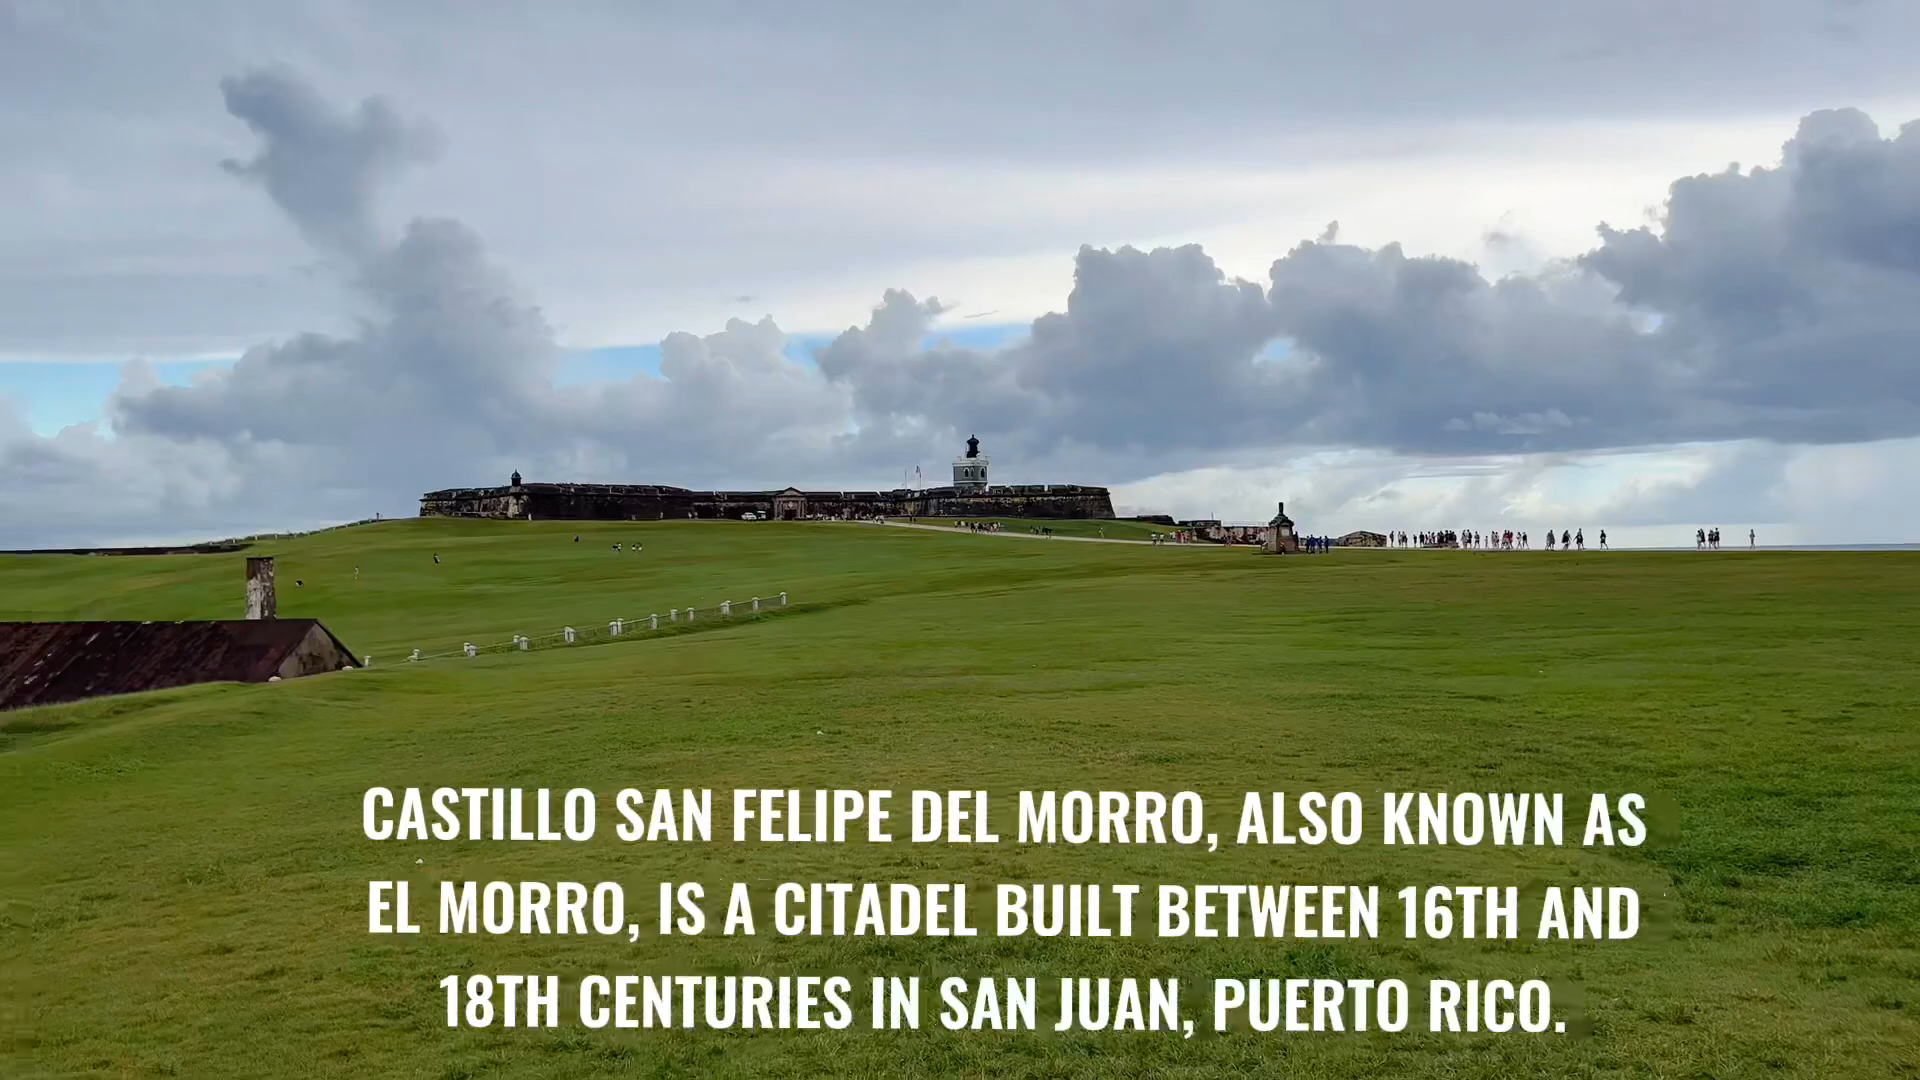 CASTILLO SAN FELIPE DEL MORRO, ALSO KNOWN AS
EL MORRO, IS A CITADEL BUILT BETWEEN 16TH AND
18TH CENTURIES IN SAN JUAN, PUERTO RICO.